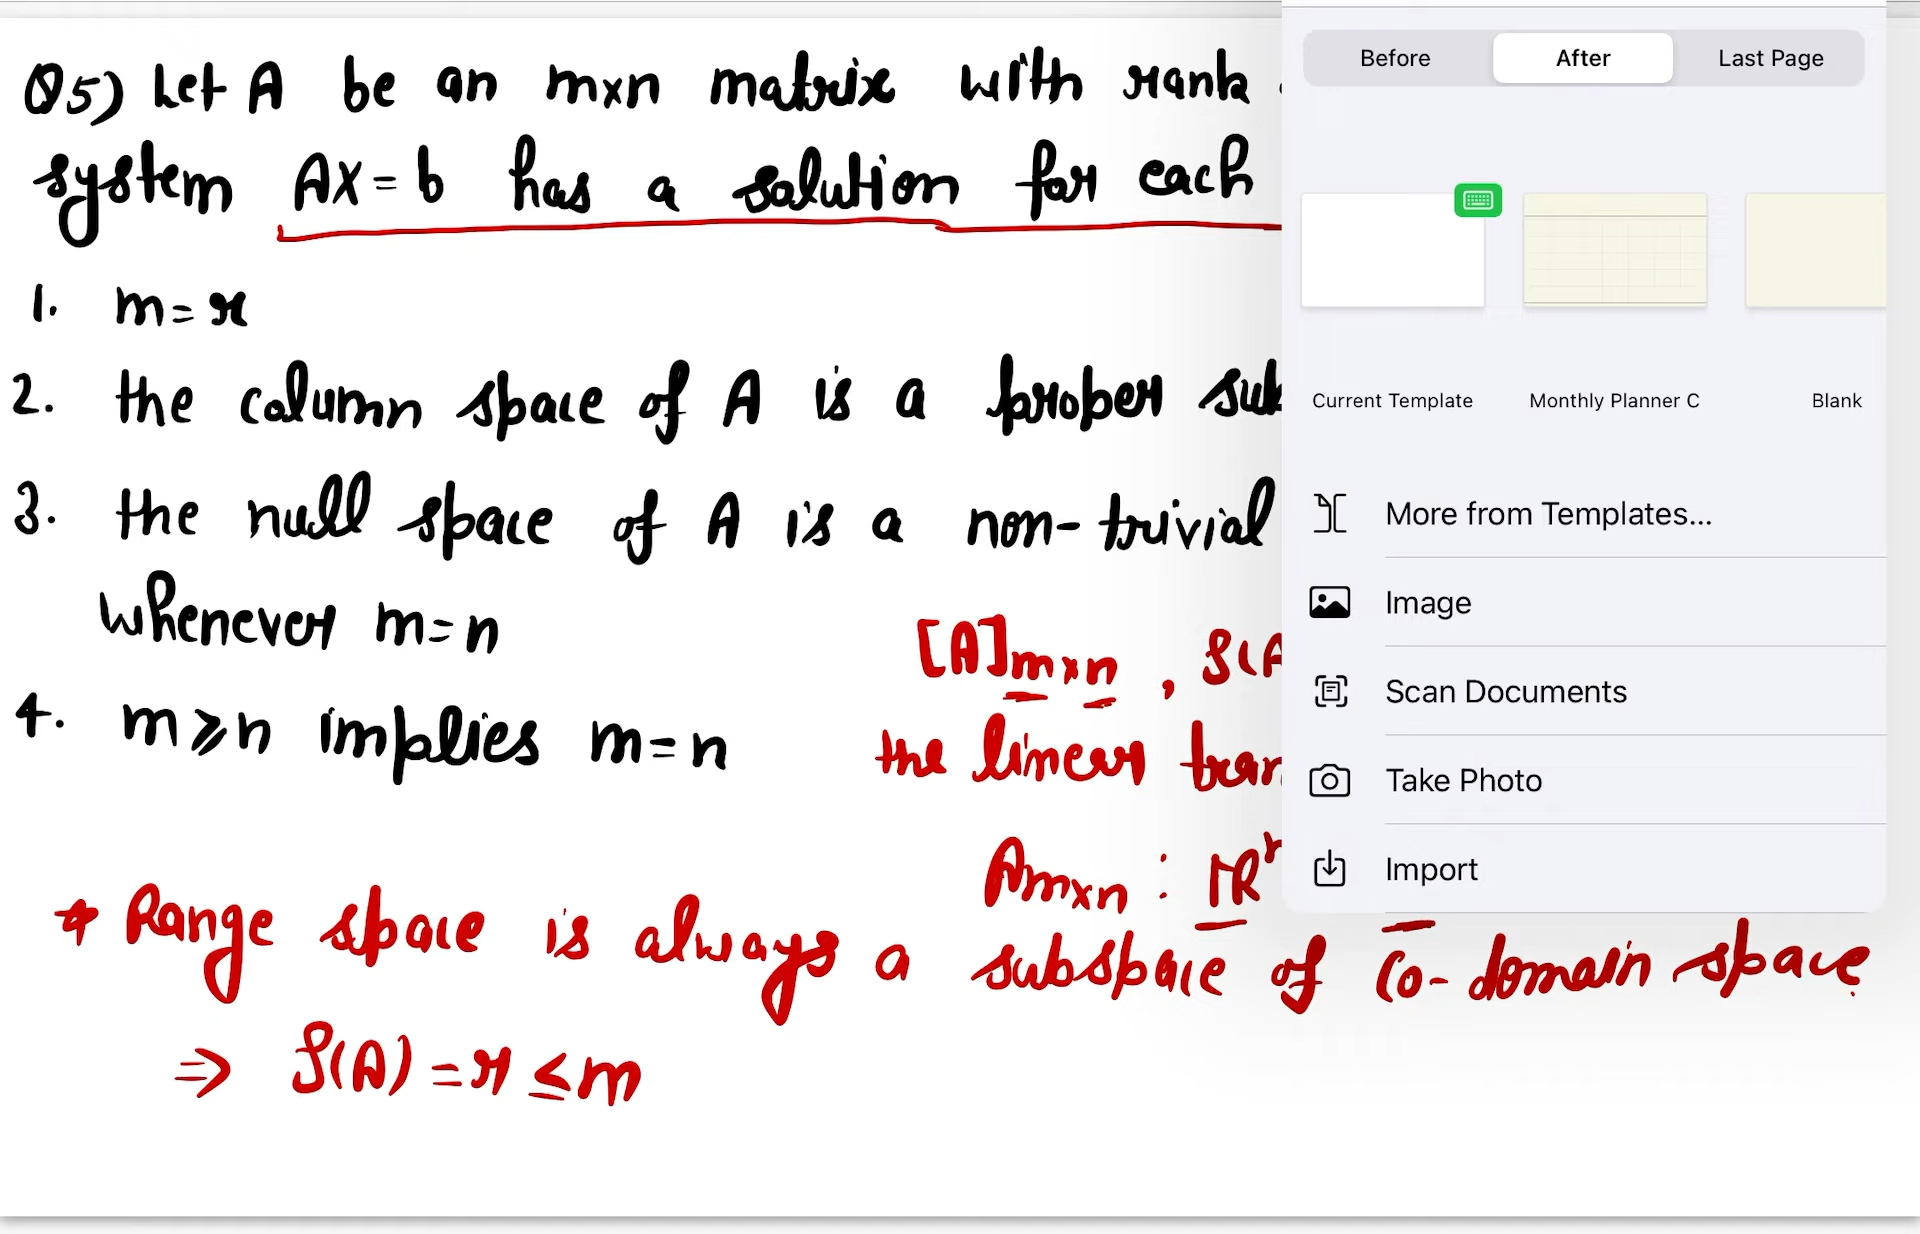 Q5) Let A be an mxn matrix with rank
system AX=b has a solution for each
1. m=r
2. the column space of A is a proper sub
3. the null space of A is a non-trivial
whenever m=n
4. m≥n implies m=n
[A]mxn , ρ(A
the linear tran
Amxn : IR
* Range space is always a subspace of co-domain space.
⇒ ρ(A) = r ≤ m
Before After Last Page
Current Template Monthly Planner C Blank
More from Templates...
Image
Scan Documents
Take Photo
Import